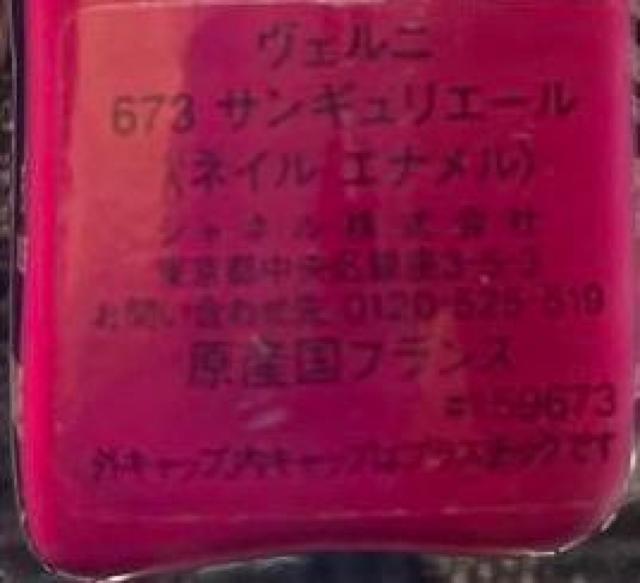 ヴェルニ
673 サンギュリエール
(ネイル エナメル)
シャネル株式会社
東京都中央区銀座3-5-3
お問い合わせ先 0120-525-519
原産国フランス
#159673
外キャップ,内キャップはプラスチックです